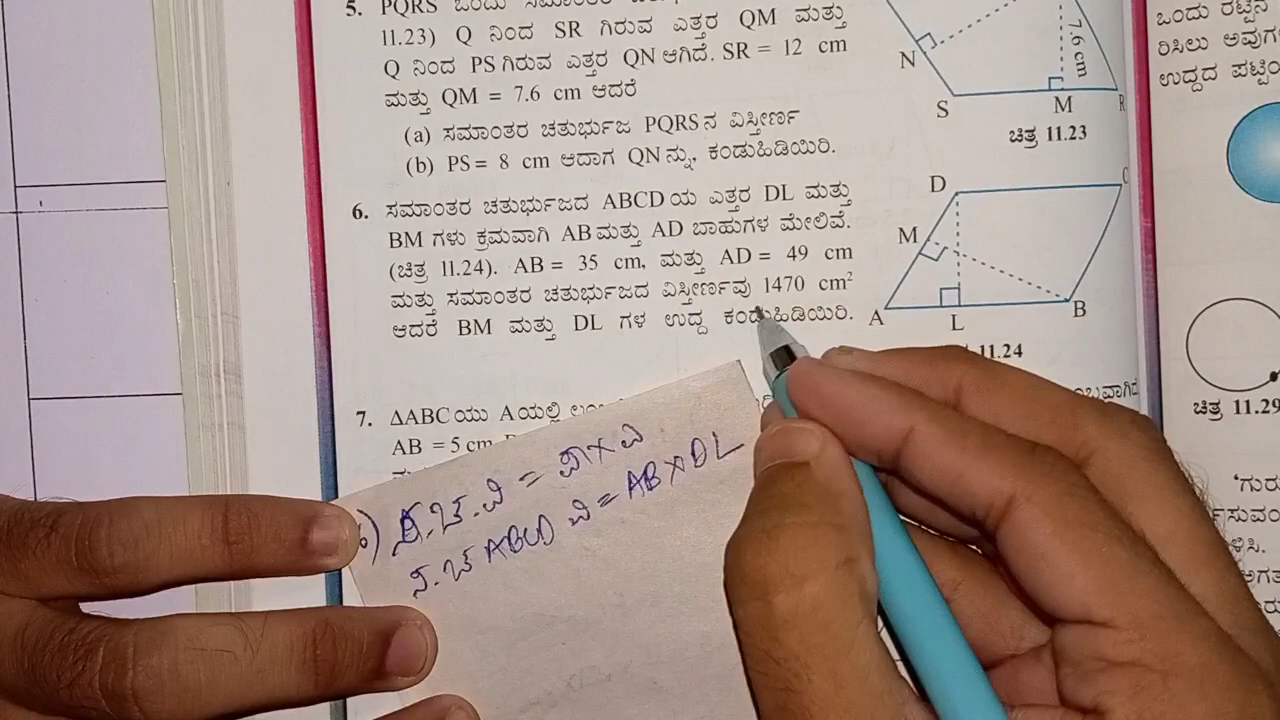 5. PQRS ಒಂದು ಸಮಾಂತರ
11.23) Q ನಿಂದ SR ಗಿರುವ ಎತ್ತರ QM ಮತ್ತು
Q ನಿಂದ PS ಗಿರುವ ಎತ್ತರ QN ಆಗಿದೆ. SR = 12 cm
ಮತ್ತು QM = 7.6 cm ಆದರೆ
(a) ಸಮಾಂತರ ಚತುರ್ಭುಜ PQRS ನ ವಿಸ್ತೀರ್ಣ
(b) PS = 8 cm ಆದಾಗ QN ನ್ನು, ಕಂಡುಹಿಡಿಯಿರಿ.
N
7.6 cm
S
M
R
ಚಿತ್ರ 11.23
6. ಸಮಾಂತರ ಚತುರ್ಭುಜದ ABCD ಯ ಎತ್ತರ DL ಮತ್ತು
BM ಗಳು ಕ್ರಮವಾಗಿ AB ಮತ್ತು AD ಬಾಹುಗಳ ಮೇಲಿವೆ.
(ಚಿತ್ರ 11.24). AB = 35 cm, ಮತ್ತು AD = 49 cm
ಮತ್ತು ಸಮಾಂತರ ಚತುರ್ಭುಜದ ವಿಸ್ತೀರ್ಣವು 1470 cm²
ಆದರೆ BM ಮತ್ತು DL ಗಳ ಉದ್ದ ಕಂಡುಹಿಡಿಯಿರಿ.
D
C
M
A
L
B
11.24
7. ΔABC ಯು A ಯಲ್ಲಿ
AB = 5 cm
ಸ.ಚ.ವಿ = ಪಾ×ಎ
ಸ.ಚ ABCD ವಿ = AB × DL
ಒಂದು ರಟ್ಟಿನ
ರಿಸಿಲು ಅವುಗಳ
ಉದ್ದದ ಪಟ್ಟಿಯ
ಚಿತ್ರ 11.29